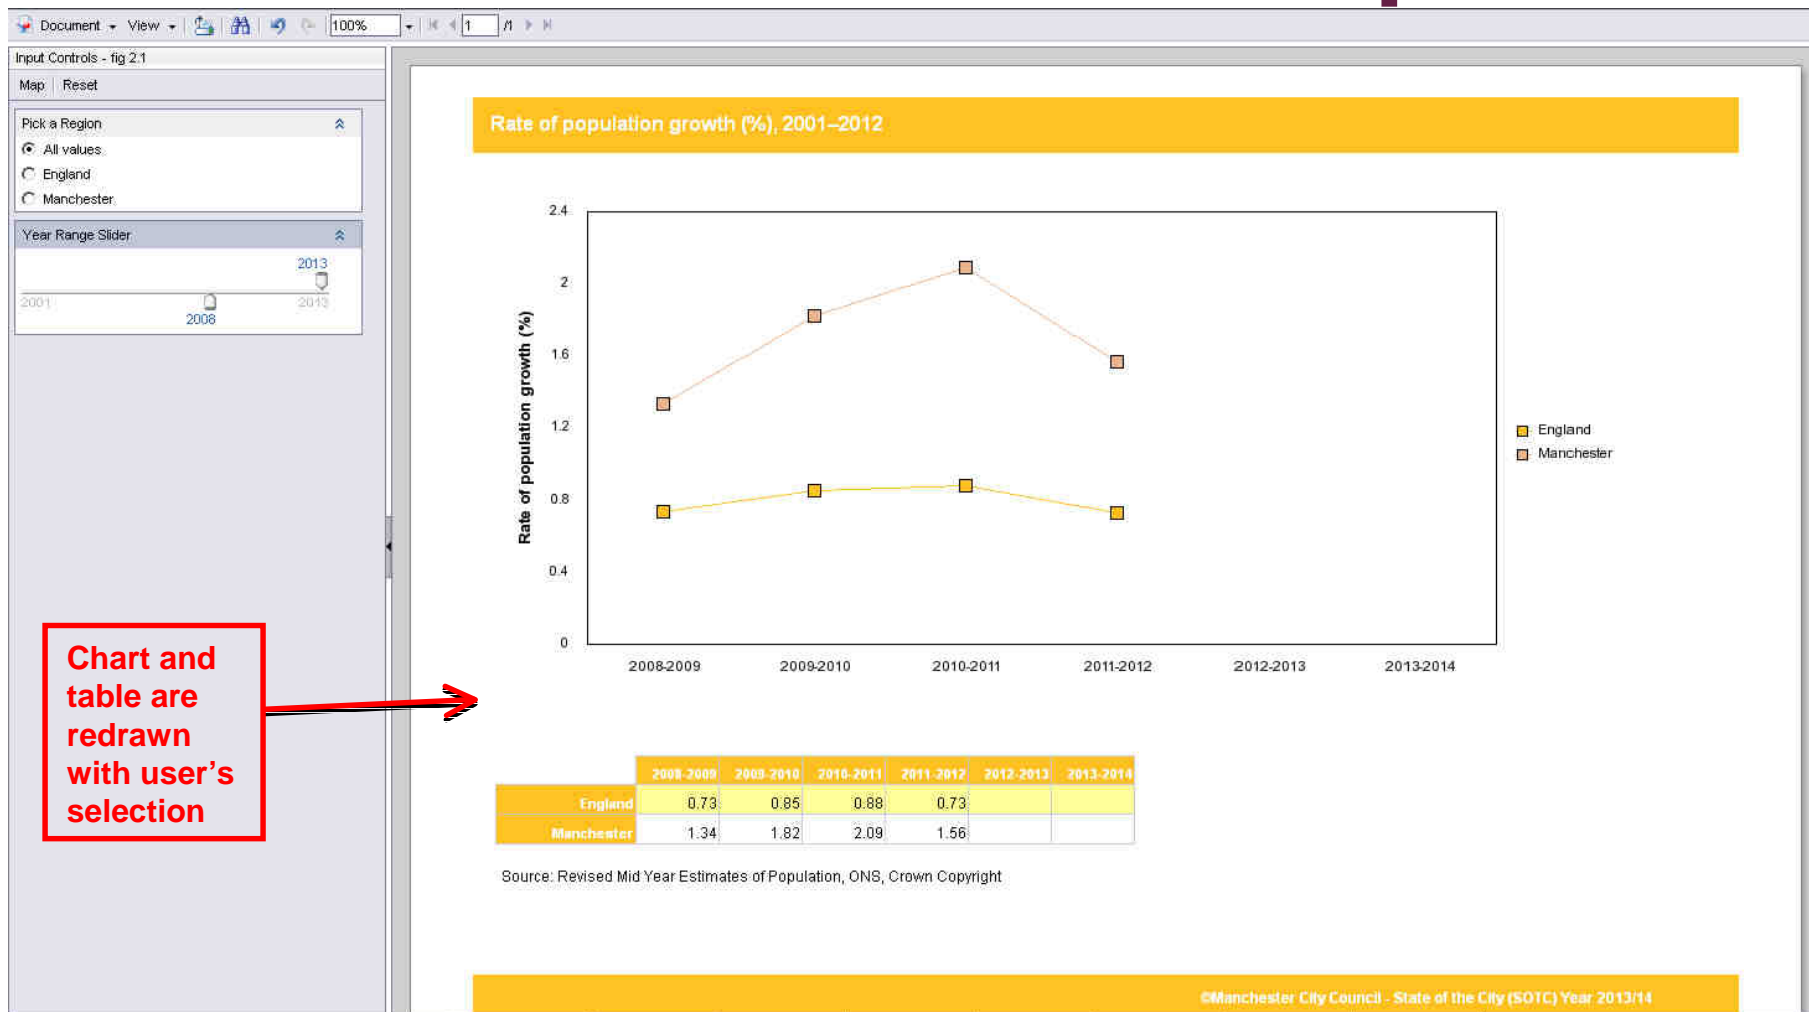 Document View 100% 1 /1
Input Controls - fig 2.1
Map Reset
Pick a Region
All values
England
Manchester
Year Range Slider
2013
2001 2013
2008
Chart and
table are
redrawn
with user's
selection
Rate of population growth (%), 2001–2012
Rate of population growth (%)
2.4
2
1.6
1.2
0.8
0.4
0
2008-2009 2009-2010 2010-2011 2011-2012 2012-2013 2013-2014
England
Manchester
2008-2009 2009-2010 2010-2011 2011-2012 2012-2013 2013-2014
England 0.73 0.85 0.88 0.73
Manchester 1.34 1.82 2.09 1.56
Source: Revised Mid Year Estimates of Population, ONS, Crown Copyright
©Manchester City Council - State of the City (SOTC) Year 2013/14